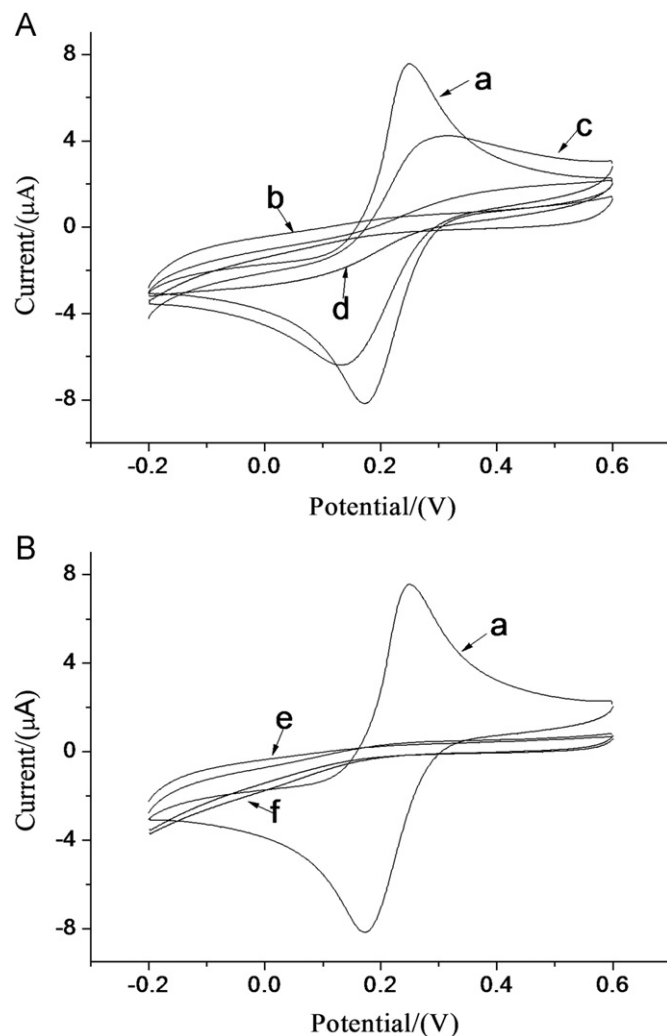 A
8
a
c
4
b
0
Current/(μA)
-4
d
-8
-0.2 0.0 0.2 0.4 0.6
Potential/(V)
B
8
a
4
e
0
Current/(μA)
f
-4
-8
-0.2 0.0 0.2 0.4 0.6
Potential/(V)